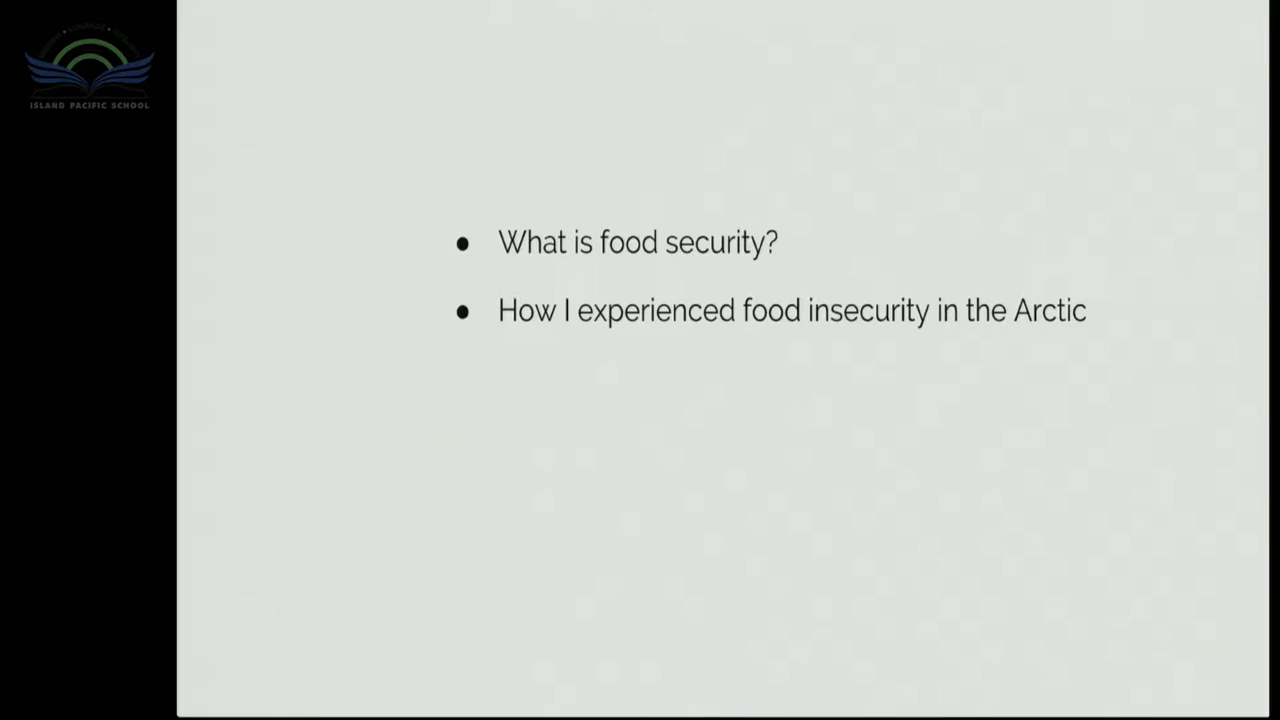 ISLAND PACIFIC SCHOOL
● What is food security?
● How I experienced food insecurity in the Arctic